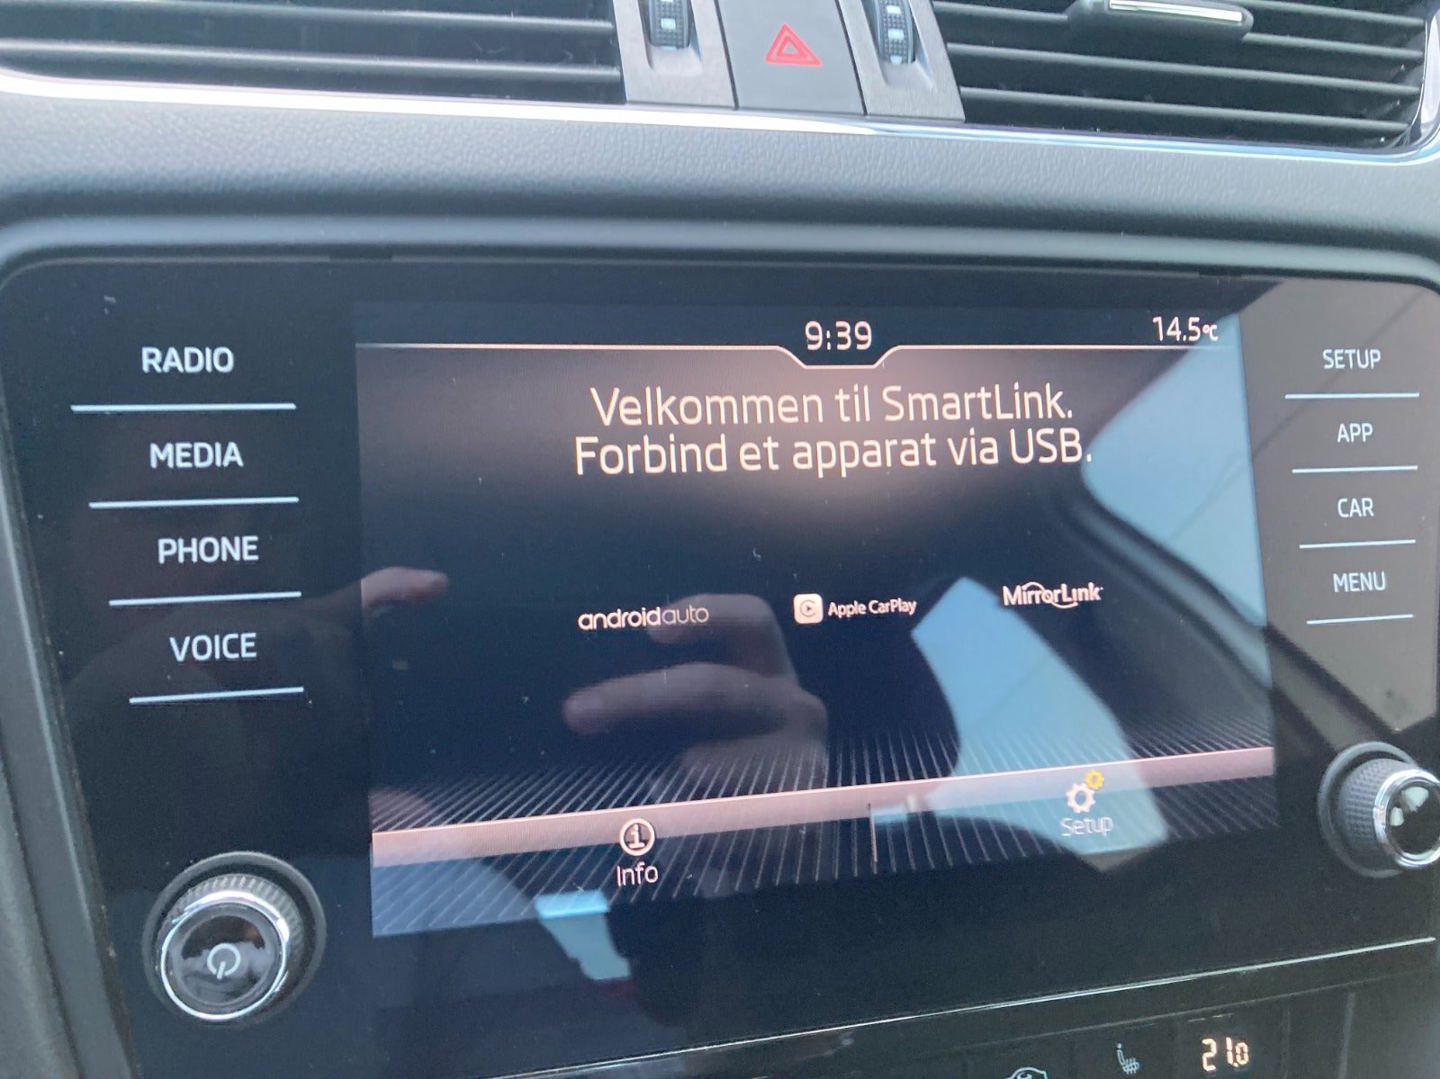 9:39
14.5°C
RADIO
MEDIA
PHONE
VOICE
Velkommen til SmartLink.
Forbind et apparat via USB.
androidauto
Apple CarPlay
MirrorLink
Info
Setup
SETUP
APP
CAR
MENU
21.0